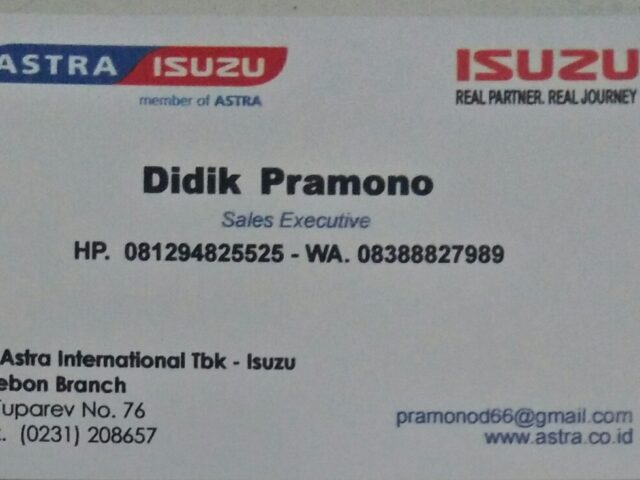 ASTRA ISUZU
member of ASTRA
ISUZU
REAL PARTNER. REAL JOURNEY
Didik Pramono
Sales Executive
HP. 081294825525 - WA. 08388827989
Astra International Tbk - Isuzu
ebon Branch
uparev No. 76
. (0231) 208657
pramonod66@gmail.com
www.astra.co.id